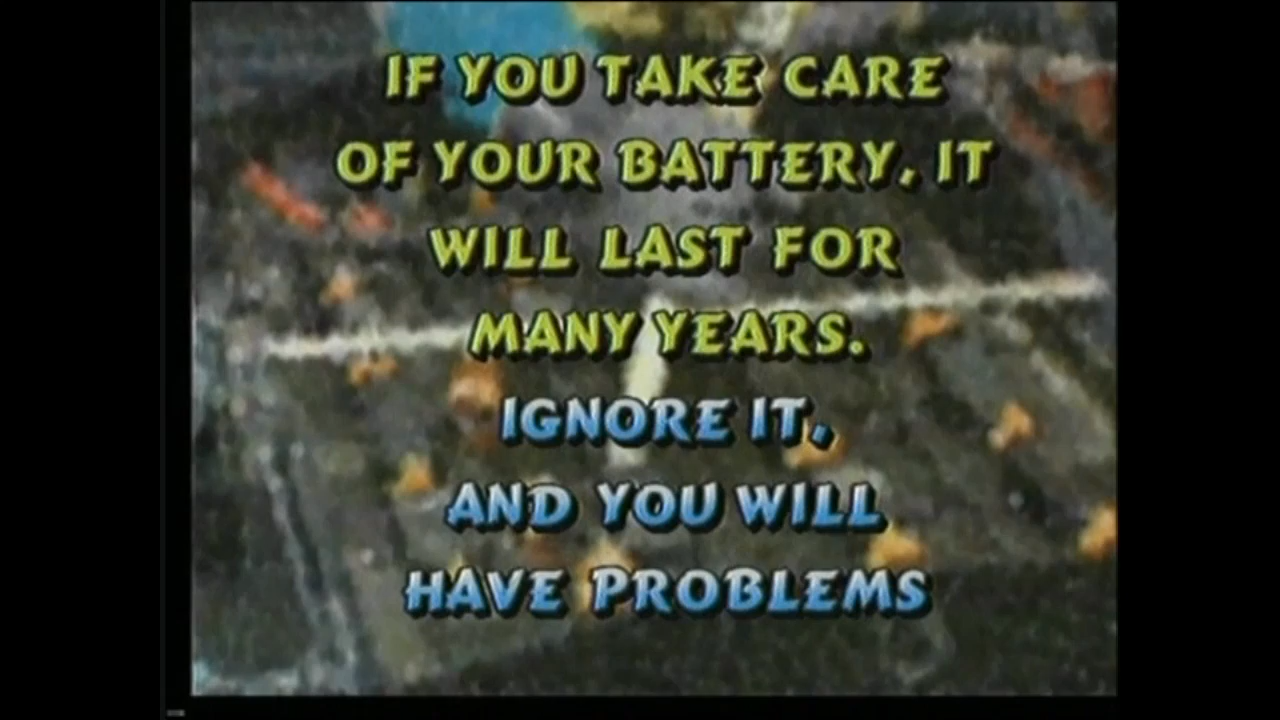 IF YOU TAKE CARE
OF YOUR BATTERY, IT
WILL LAST FOR
MANY YEARS.
IGNORE IT,
AND YOU WILL
HAVE PROBLEMS